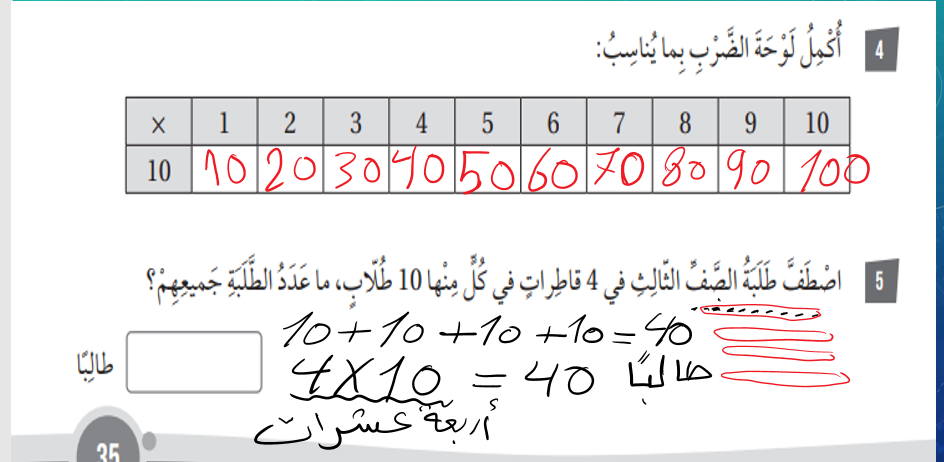 4 أُكْمِلُ لَوْحَةَ الضَّرْبِ بِما يُناسِبُ:
× 1 2 3 4 5 6 7 8 9 10
10 10 20 30 40 50 60 70 80 90 100
5 اصْطَفَّ طَلَبَةُ الصَّفِّ الثّالِثِ في 4 قاطِراتٍ في كُلٍّ مِنْها 10 طُلّابٍ، ما عَدَدُ الطَّلَبَةِ جَميعِهِمْ؟
10+10+10+10=40
طالِبًا
4×10 = 40 طالبًا
أربعة عشرات
35